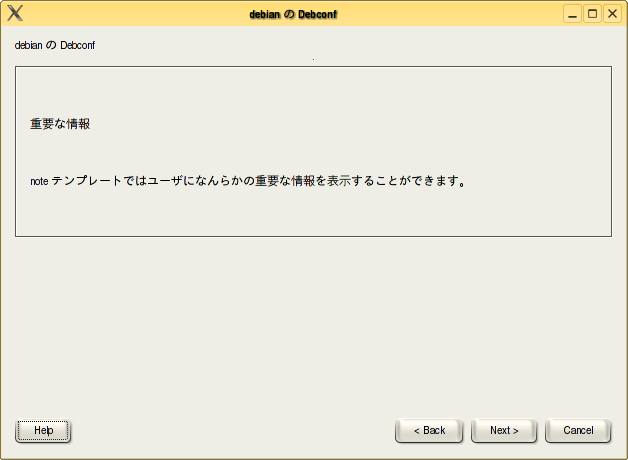 debian の Debconf
debian の Debconf
重要な情報
note テンプレートではユーザになんらかの重要な情報を表示することができます。
Help
< Back
Next >
Cancel